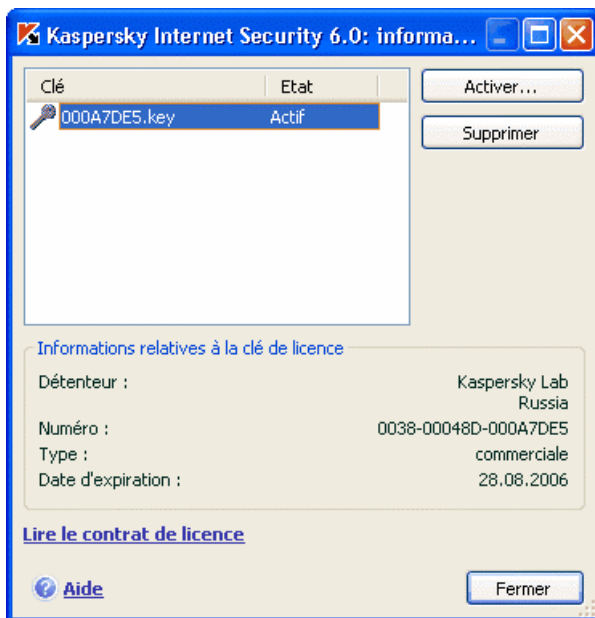 Kaspersky Internet Security 6.0: informa...
Clé Etat
000A7DE5.key Actif
Activer...
Supprimer
Informations relatives à la clé de licence
Détenteur : Kaspersky Lab
Russia
Numéro : 0038-00048D-000A7DE5
Type : commerciale
Date d'expiration : 28.08.2006
Lire le contrat de licence
Aide
Fermer